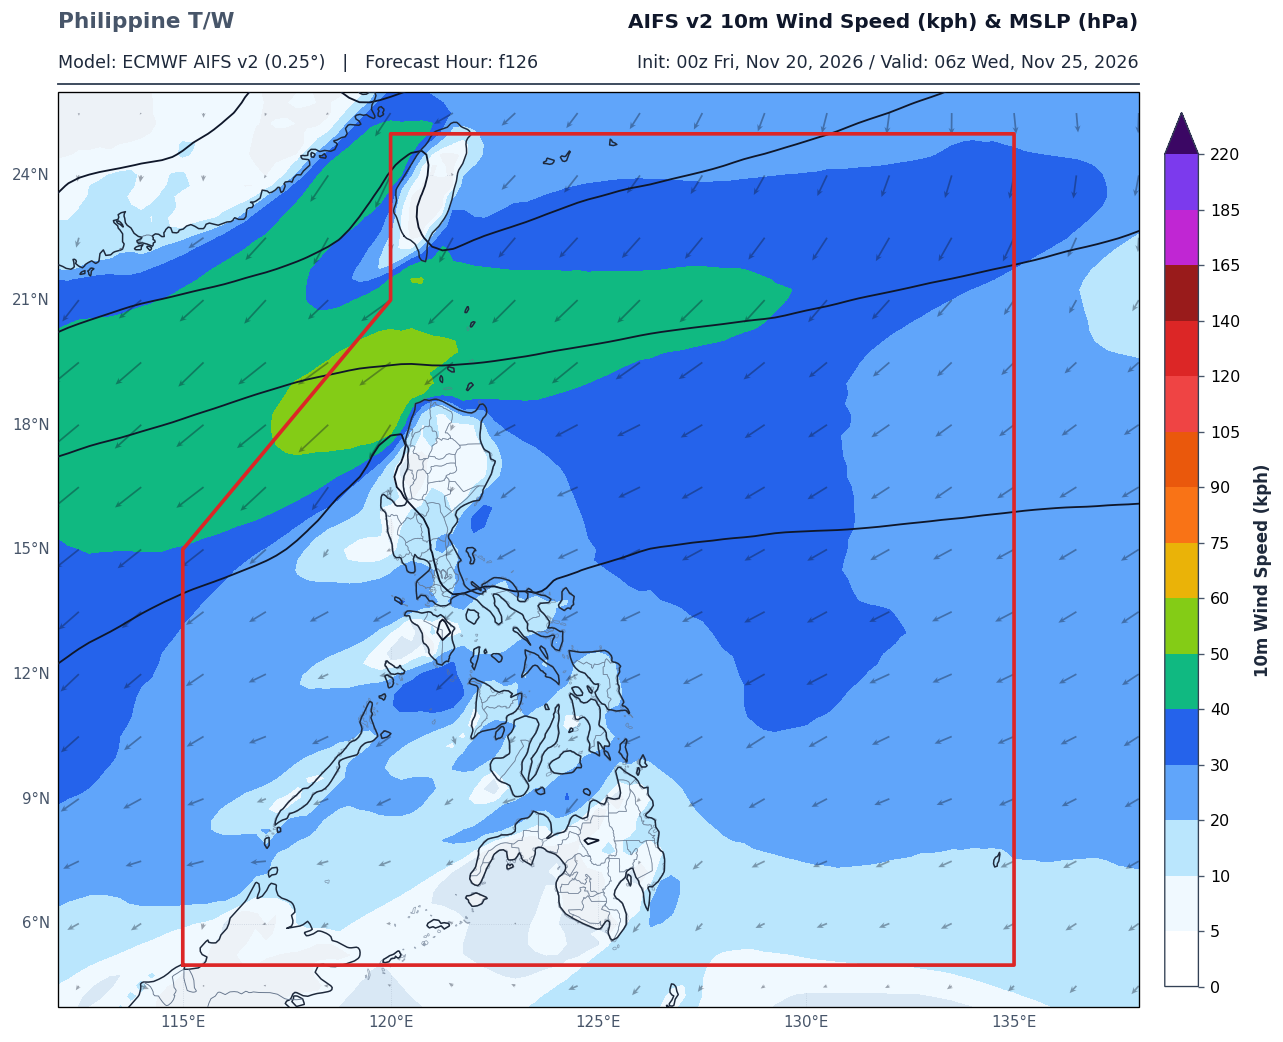 Philippine T/W
AIFS v2 10m Wind Speed (kph) & MSLP (hPa)
Model: ECMWF AIFS v2 (0.25°) | Forecast Hour: f126
Init: 00z Fri, Nov 20, 2026 / Valid: 06z Wed, Nov 25, 2026
24°N
21°N
18°N
15°N
12°N
9°N
6°N
115°E
120°E
125°E
130°E
135°E
220
185
165
140
120
105
90
75
60
50
40
30
20
10
5
0
10m Wind Speed (kph)